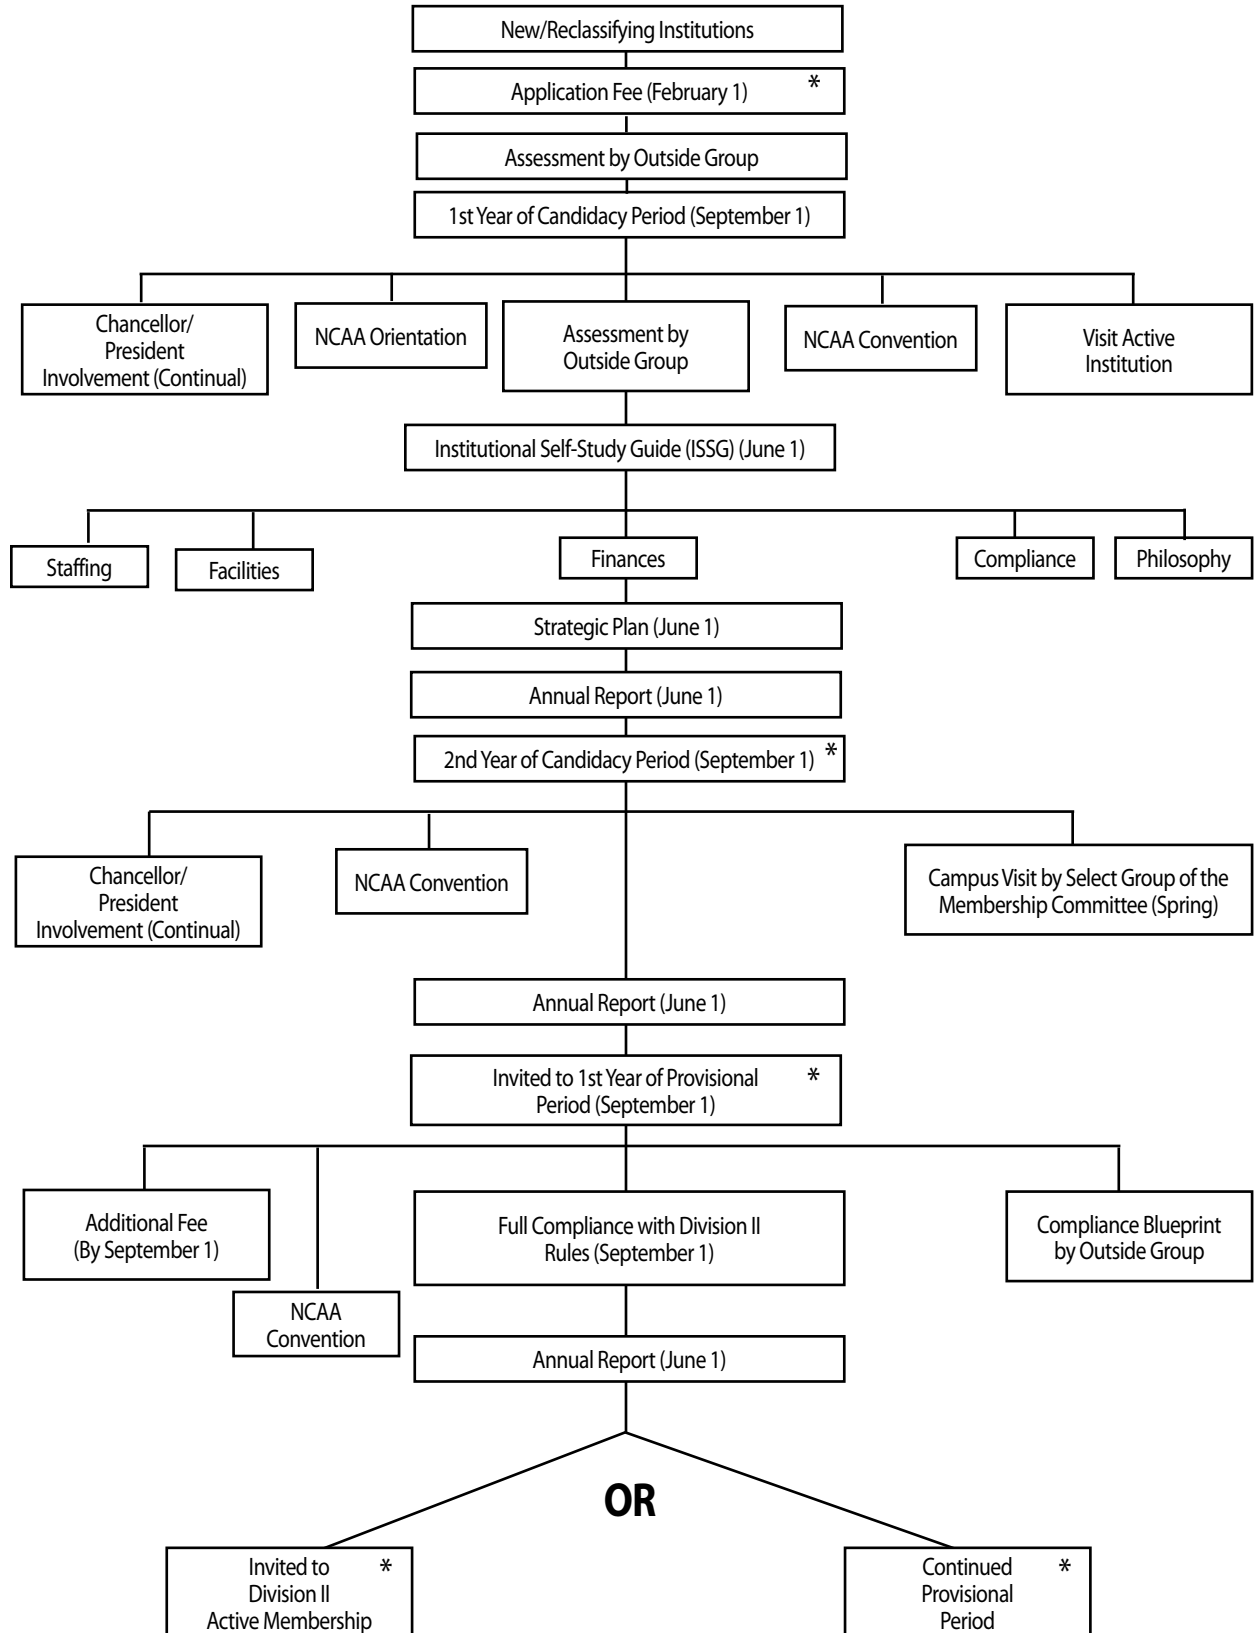 New/Reclassifying Institutions
Application Fee (February 1) *
Assessment by Outside Group
1st Year of Candidacy Period (September 1)
Chancellor/
President
Involvement (Continual)
NCAA Orientation
Assessment by
Outside Group
NCAA Convention
Visit Active
Institution
Institutional Self-Study Guide (ISSG) (June 1)
Staffing
Facilities
Finances
Compliance
Philosophy
Strategic Plan (June 1)
Annual Report (June 1)
2nd Year of Candidacy Period (September 1) *
Chancellor/
President
Involvement (Continual)
NCAA Convention
Campus Visit by Select Group of the
Membership Committee (Spring)
Annual Report (June 1)
Invited to 1st Year of Provisional *
Period (September 1)
Additional Fee
(By September 1)
NCAA
Convention
Full Compliance with Division II
Rules (September 1)
Compliance Blueprint
by Outside Group
Annual Report (June 1)
OR
Invited to *
Division II
Active Membership
Continued *
Provisional
Period